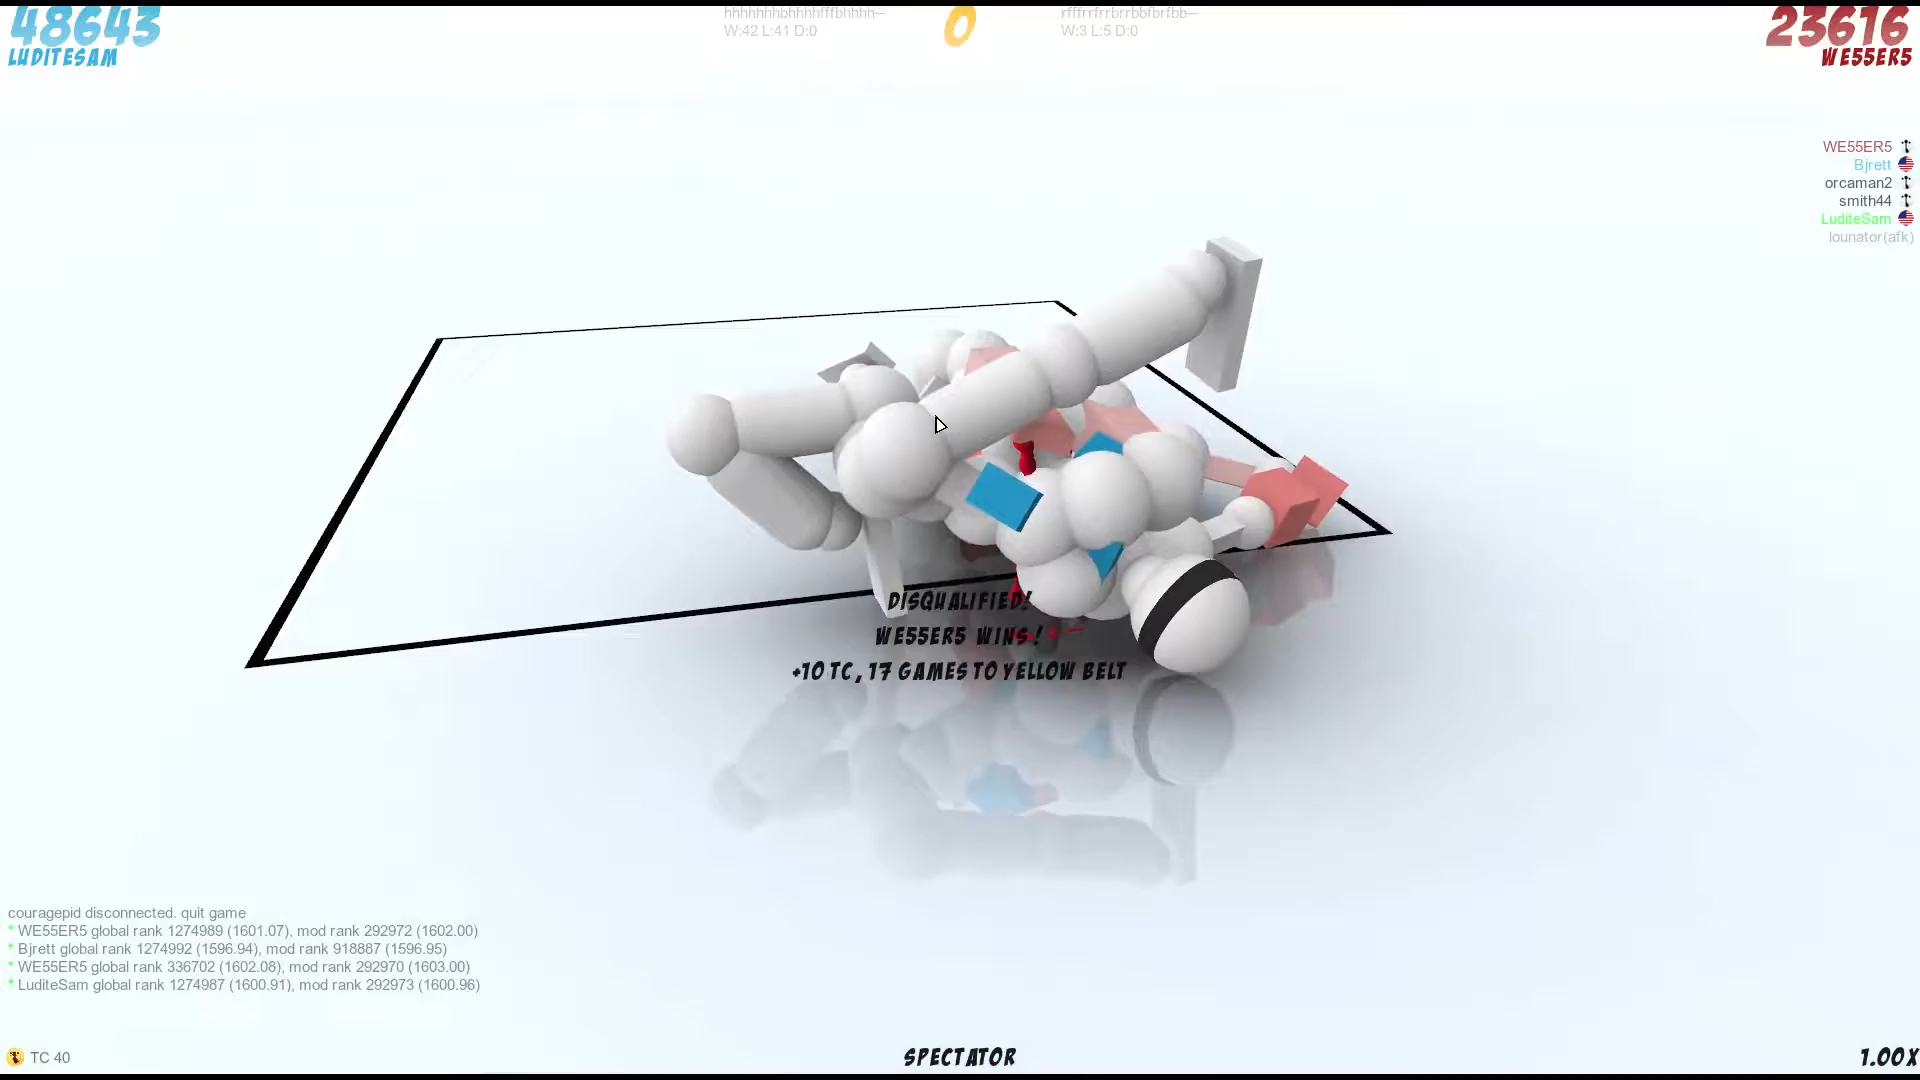 48643
LUDITESAM
W:42 L:41 D:0
0
W:3 L:5 D:0
23616
WE55ER5
WE55ER5
Bjrett
orcaman2
smith44
LuditeSam
lounator(afk)
DISQUALIFIED!
WE55ER5 WINS!
+10 TC, 17 GAMES TO YELLOW BELT
couragepid disconnected. quit game
* WE55ER5 global rank 1274989 (1601.07), mod rank 292972 (1602.00)
* Bjrett global rank 1274992 (1596.94), mod rank 918887 (1596.95)
* WE55ER5 global rank 336702 (1602.08), mod rank 292970 (1603.00)
* LuditeSam global rank 1274987 (1600.91), mod rank 292973 (1600.96)
TC 40
SPECTATOR
1.00X